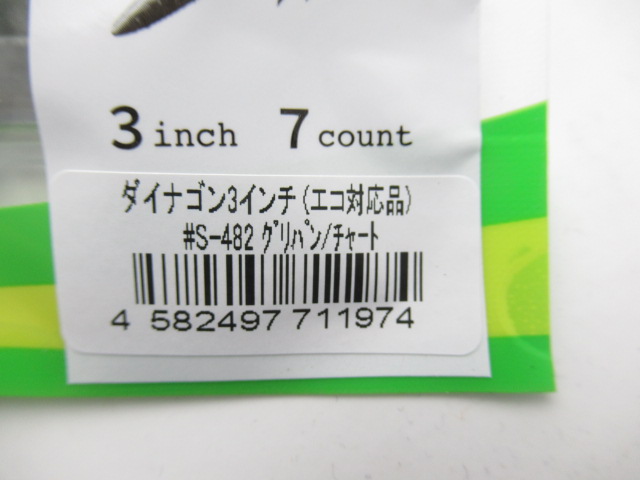 3 inch 7 count
ダイナゴン3インチ(エコ対応品)
#S-482 ｸﾞﾘﾊﾟﾝ/ﾁｬｰﾄ
4 582497 711974